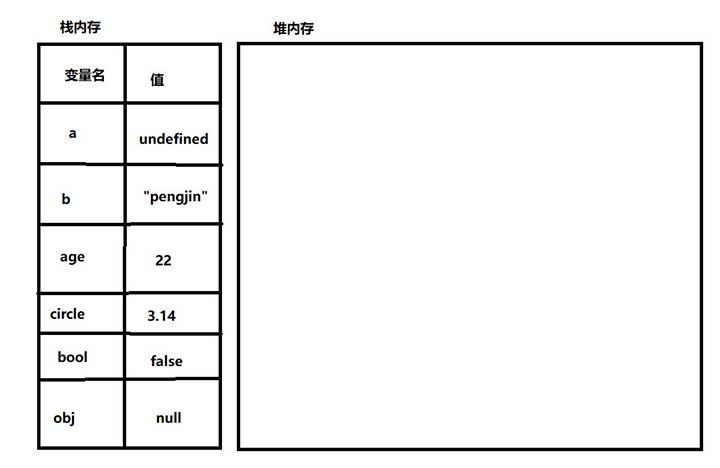 栈内存
堆内存
变量名 值
a undefined
b "pengjin"
age 22
circle 3.14
bool false
obj null